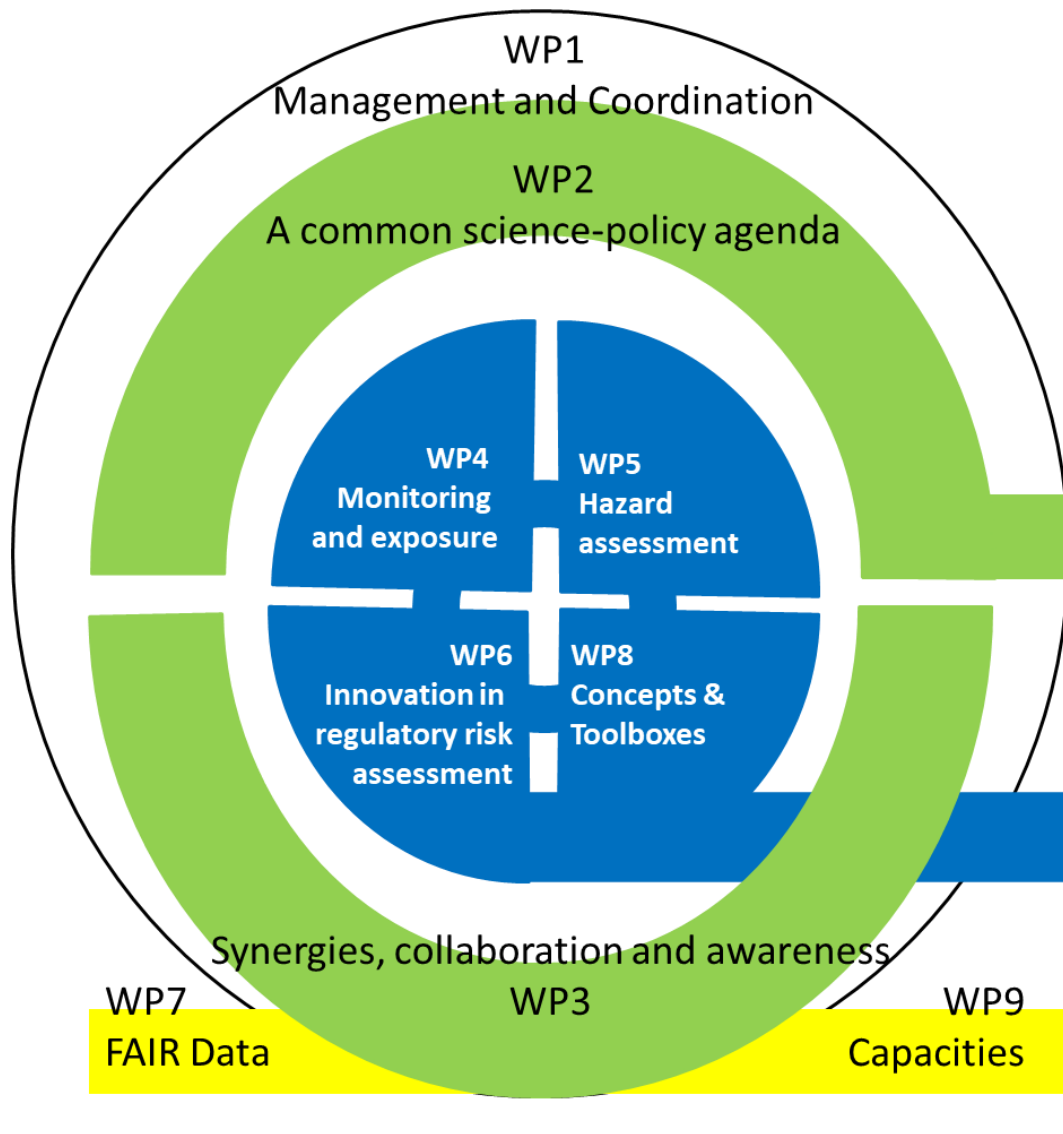 WP1
Management and Coordination
WP2
A common science-policy agenda
WP4
Monitoring
and exposure
WP5
Hazard
assessment
WP6
Innovation in
regulatory risk
assessment
WP8
Concepts &
Toolboxes
Synergies, collaboration and awareness
WP3
WP7
FAIR Data
WP9
Capacities